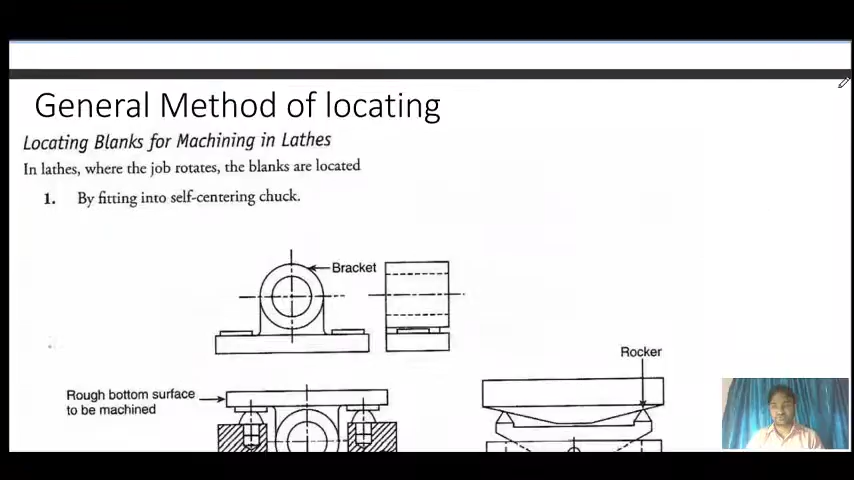 General Method of locating
Locating Blanks for Machining in Lathes
In lathes, where the job rotates, the blanks are located
1. By fitting into self-centering chuck.
Bracket
Rocker
Rough bottom surface
to be machined